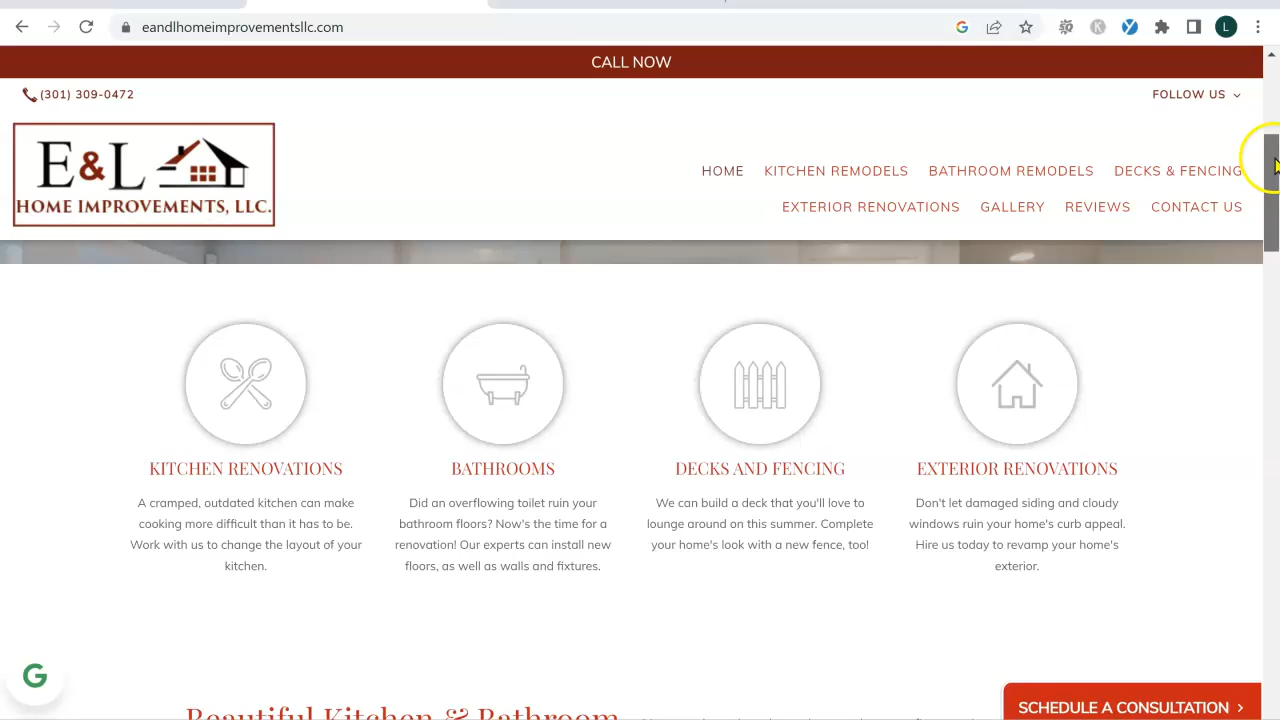 eandlhomeimprovementsllc.com
CALL NOW
(301) 309-0472
FOLLOW US
E&L
HOME IMPROVEMENTS, LLC.
HOME KITCHEN REMODELS BATHROOM REMODELS DECKS & FENCING
EXTERIOR RENOVATIONS GALLERY REVIEWS CONTACT US
KITCHEN RENOVATIONS
A cramped, outdated kitchen can make
cooking more difficult than it has to be.
Work with us to change the layout of your
kitchen.
BATHROOMS
Did an overflowing toilet ruin your
bathroom floors? Now's the time for a
renovation! Our experts can install new
floors, as well as walls and fixtures.
DECKS AND FENCING
We can build a deck that you'll love to
lounge around on this summer. Complete
your home's look with a new fence, too!
EXTERIOR RENOVATIONS
Don't let damaged siding and cloudy
windows ruin your home's curb appeal.
Hire us today to revamp your home's
exterior.
G
SCHEDULE A CONSULTATION
Beautiful Kitchen & Bathroom